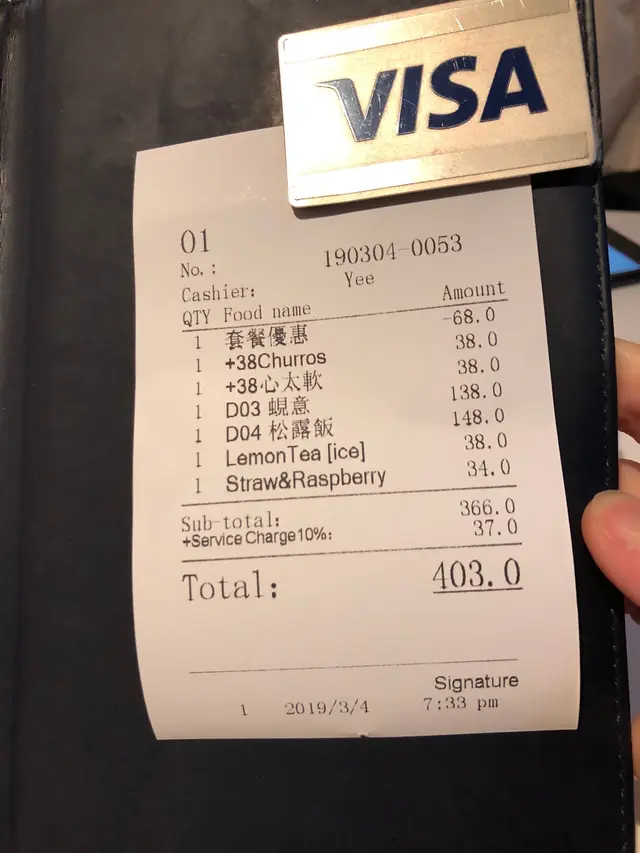 VISA
01
No.: 190304-0053
Cashier: Yee
QTY Food name Amount
1 套餐優惠 -68.0
1 +38Churros 38.0
1 +38心太軟 38.0
1 D03 蜆意 138.0
1 D04 松露飯 148.0
1 LemonTea [ice] 38.0
1 Straw&Raspberry 34.0
Sub-total: 366.0
+Service Charge10%: 37.0
Total: 403.0
Signature
1 2019/3/4 7:33 pm